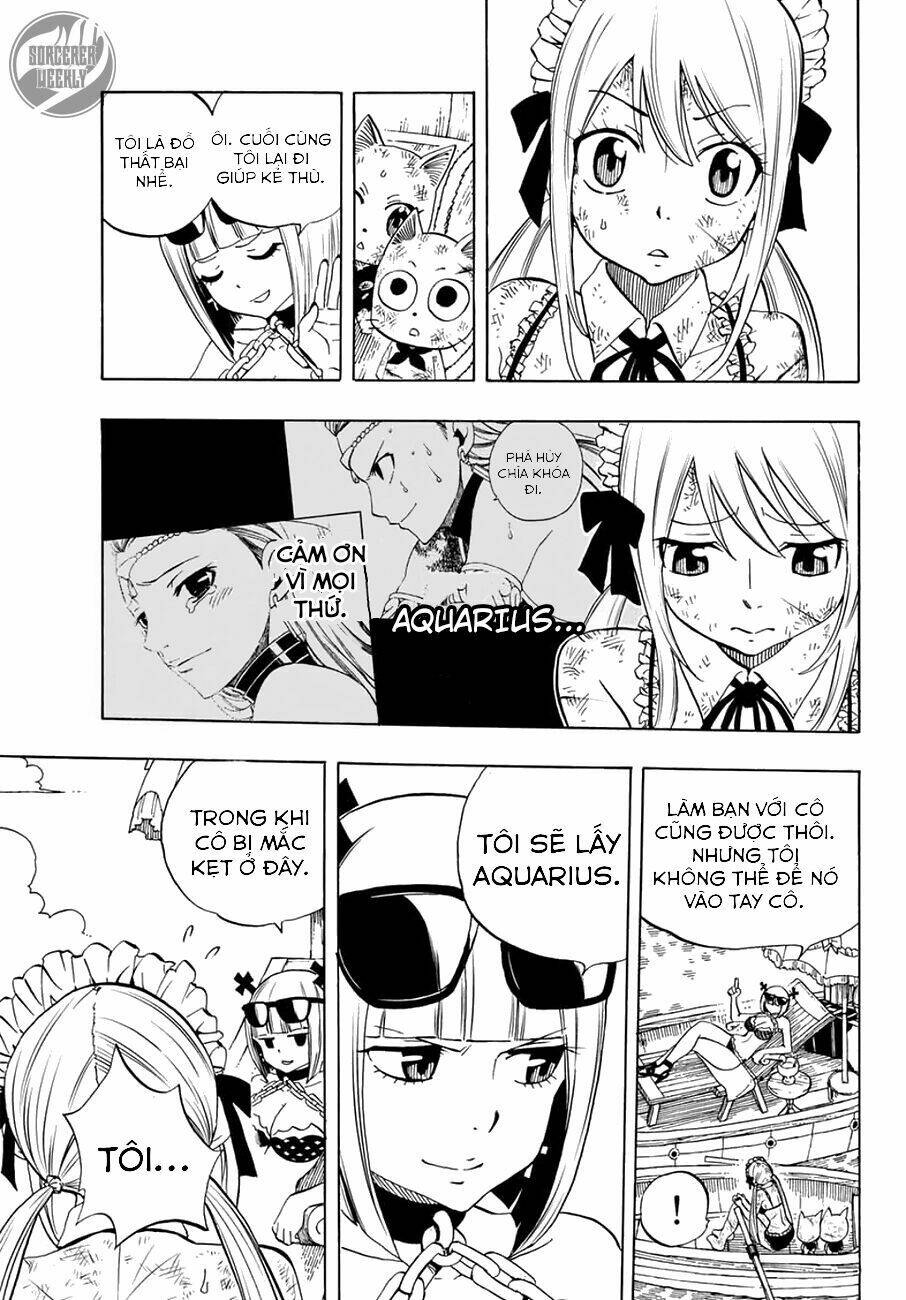 SORCERER
WEEKLY
ÔI. CUỐI CÙNG
TÔI LẠI ĐI
GIÚP KẺ THÙ.
TÔI LÀ ĐỒ
THẤT BẠI
NHỂ.
PHÁ HỦY
CHÌA KHÓA
ĐI.
CẢM ƠN
VÌ MỌI
THỨ.
AQUARIUS...
LÀM BẠN VỚI CÔ
CŨNG ĐƯỢC THÔI.
NHƯNG TÔI
KHÔNG THỂ ĐỂ NÓ
VÀO TAY CÔ.
!
TÔI SẼ LẤY
AQUARIUS.
TRONG KHI
CÔ BỊ MẮC
KẸT Ở ĐÂY.
TÔI...